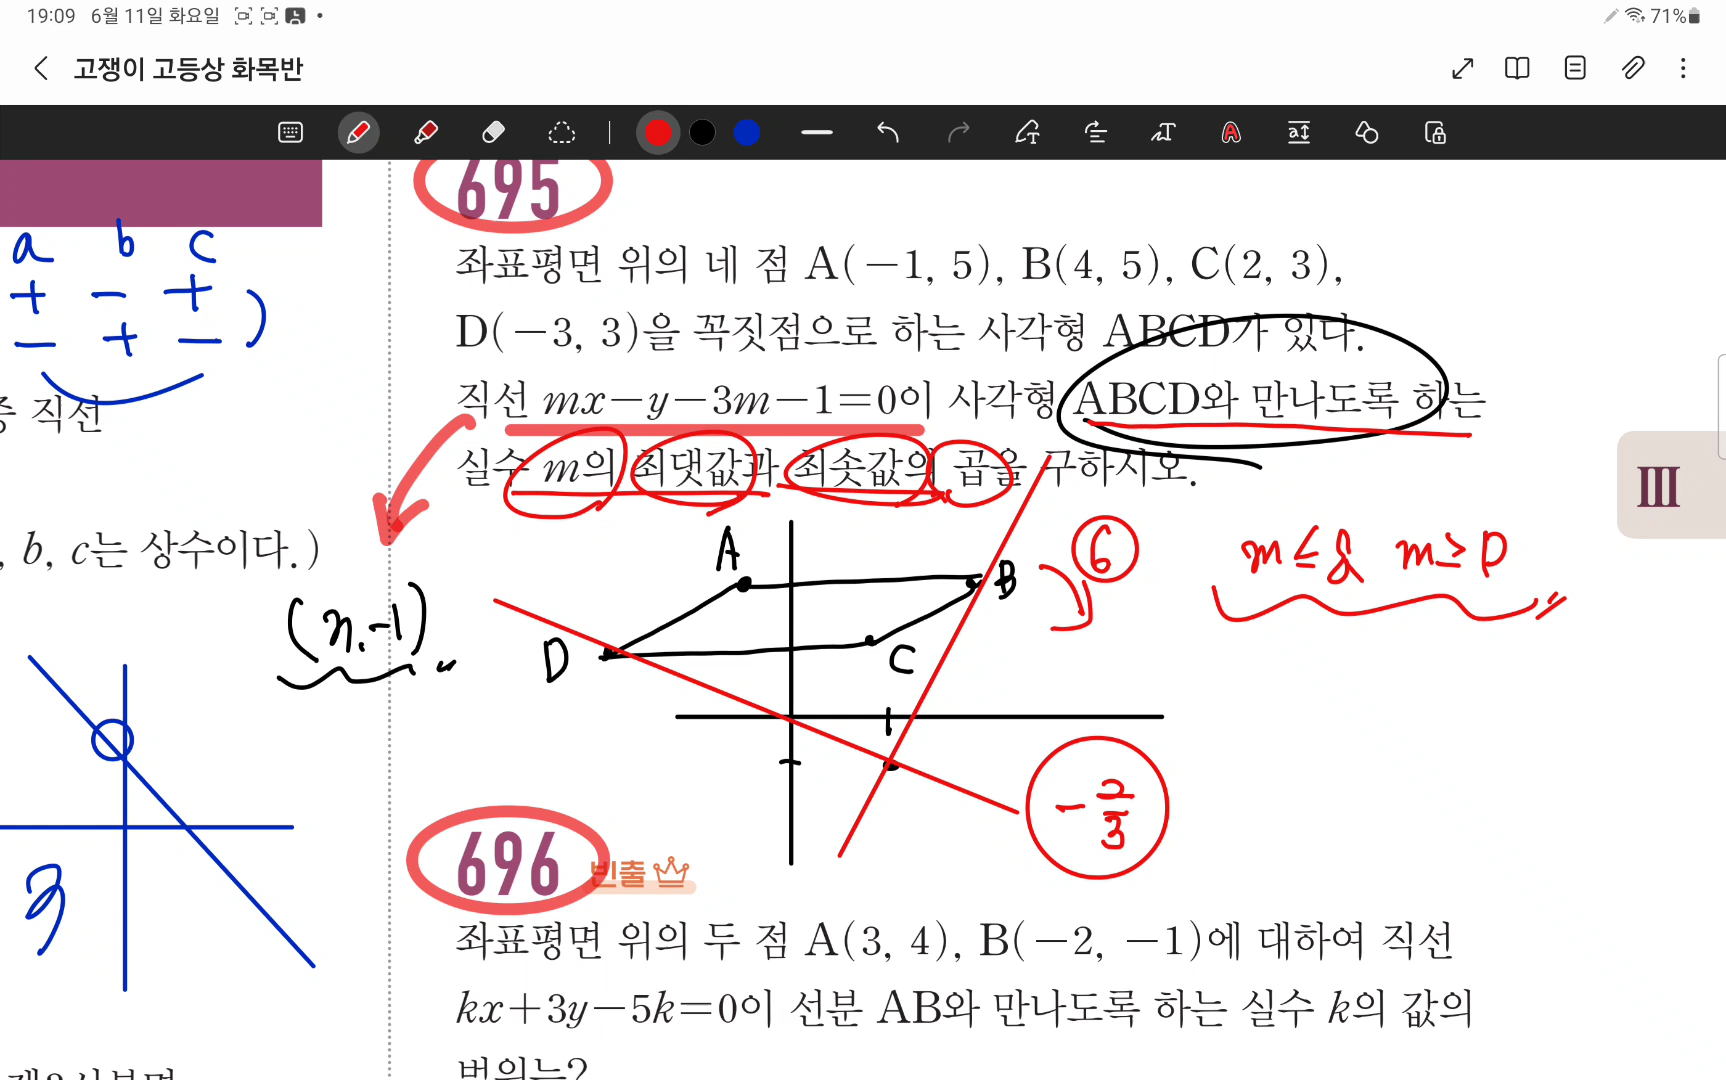 19:09 6월 11일 화요일
71%
고쟁이 고등상 화목반
a b c
+ − +
− + −
직선
b, c는 상수이다.)
3
695
좌표평면 위의 네 점 A(−1, 5), B(4, 5), C(2, 3),
D(−3, 3)을 꼭짓점으로 하는 사각형 ABCD가 있다.
직선 mx−y−3m−1=0이 사각형 ABCD와 만나도록 하는
실수 m의 최댓값과 최솟값의 곱을 구하시오.
A
B
C
D
6
−2/3
696 빈출
좌표평면 위의 두 점 A(3, 4), B(−2, −1)에 대하여 직선
kx+3y−5k=0이 선분 AB와 만나도록 하는 실수 k의 값의
범위는?
III